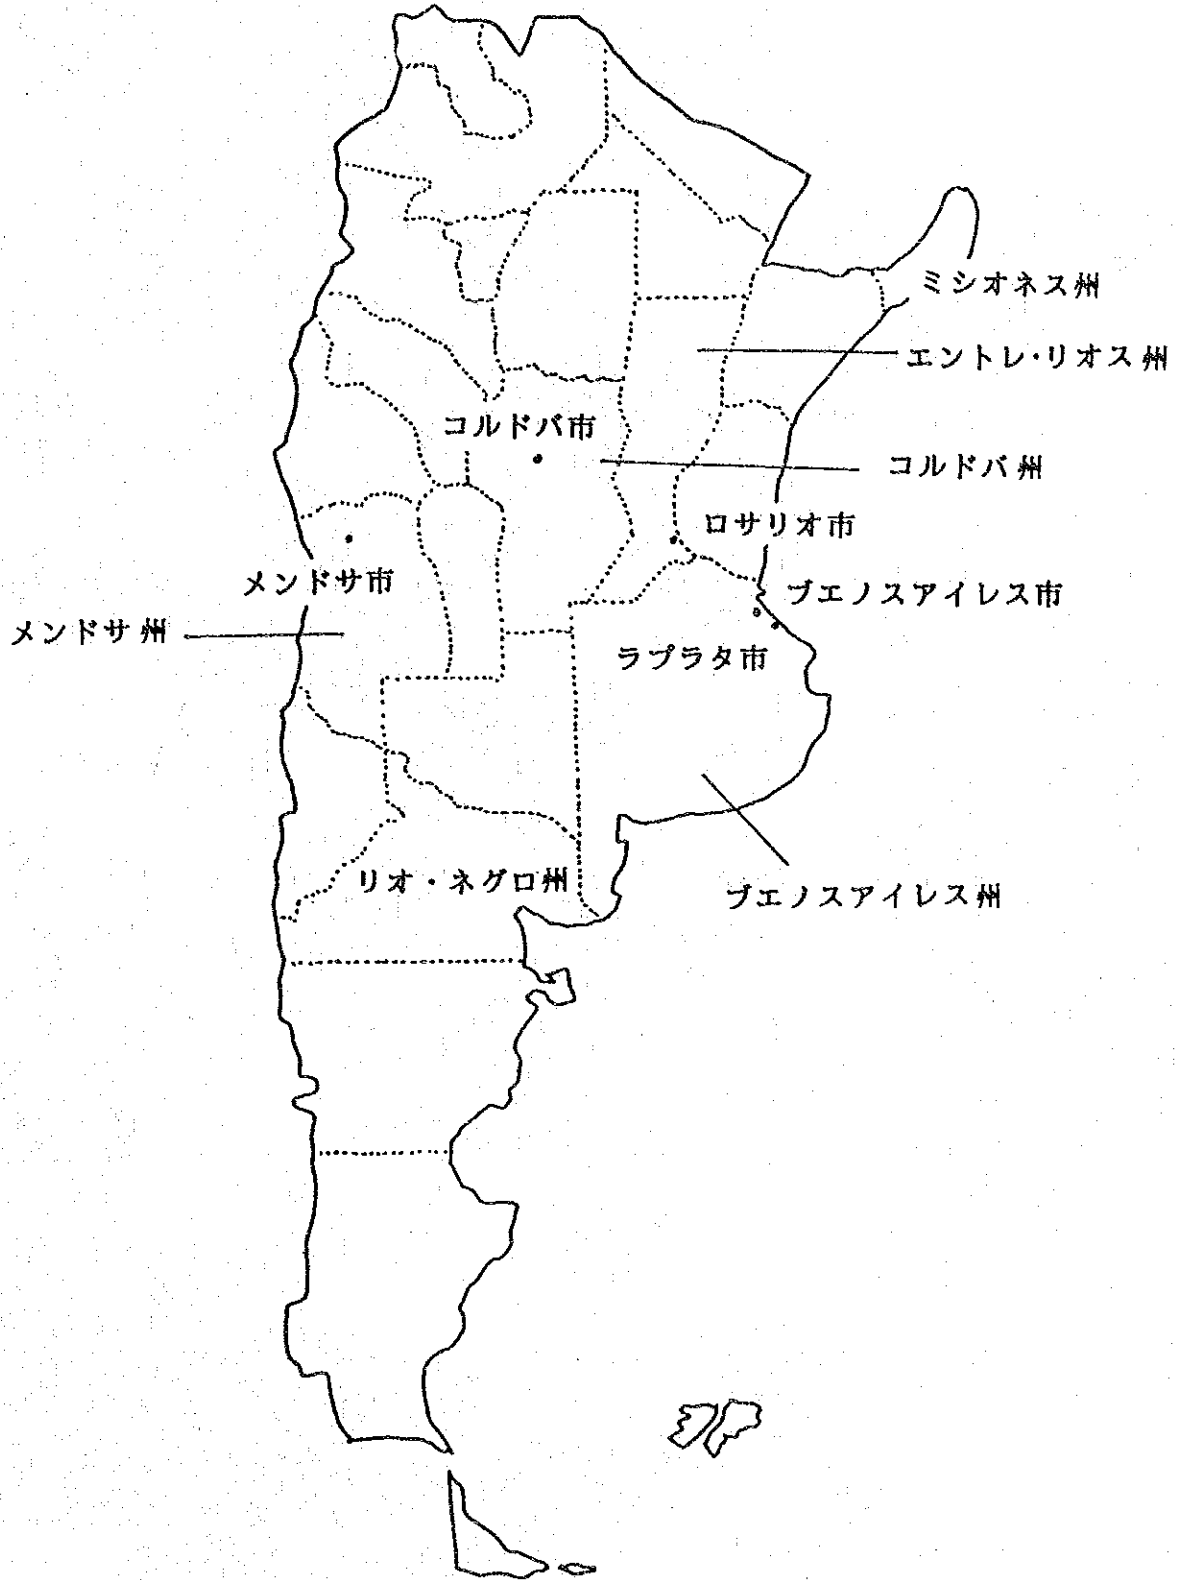 ミシオネス州
エントレ・リオス州
コルドバ市
コルドバ州
ロサリオ市
メンドサ市
ブエノスアイレス市
メンドサ州
ラプラタ市
リオ・ネグロ州
ブエノスアイレス州